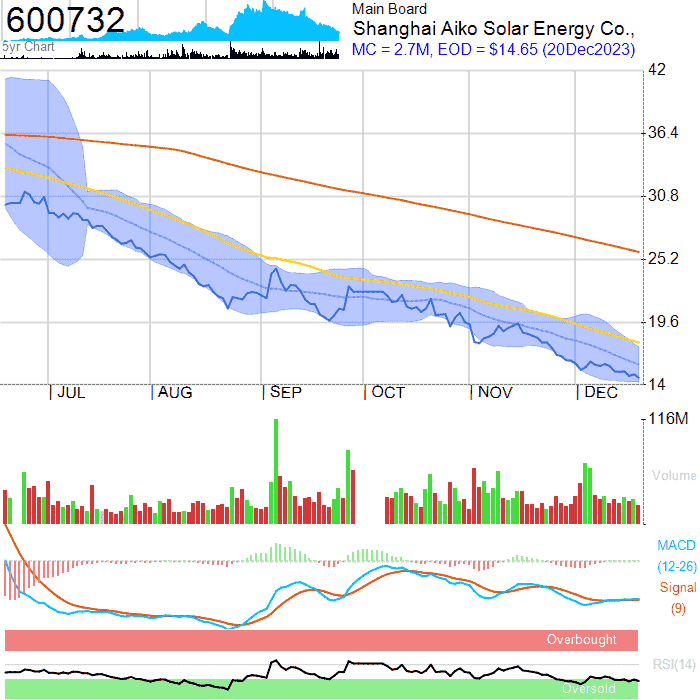 600732
5yr Chart
Main Board
Shanghai Aiko Solar Energy Co.,
MC = 2.7M, EOD = $14.65 (20Dec2023)
42
36.4
30.8
25.2
19.6
14
JUL AUG SEP OCT NOV DEC
116M
Volume
MACD
(12-26)
Signal
(9)
Overbought
RSI(14)
Oversold